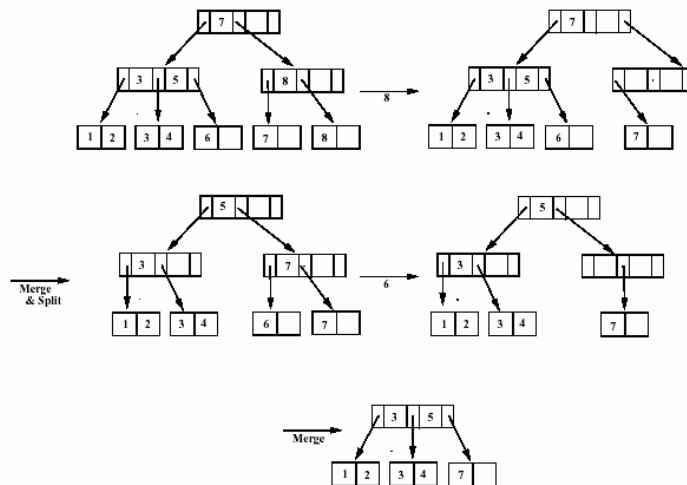 7 7
3 5 8 3 5
8
1 2 3 4 6 7 8 1 2 3 4 6 7
5 5
3 7 3
Merge & Split 6
1 2 3 4 6 7 1 2 3 4 7
3 5
Merge
1 2 3 4 7